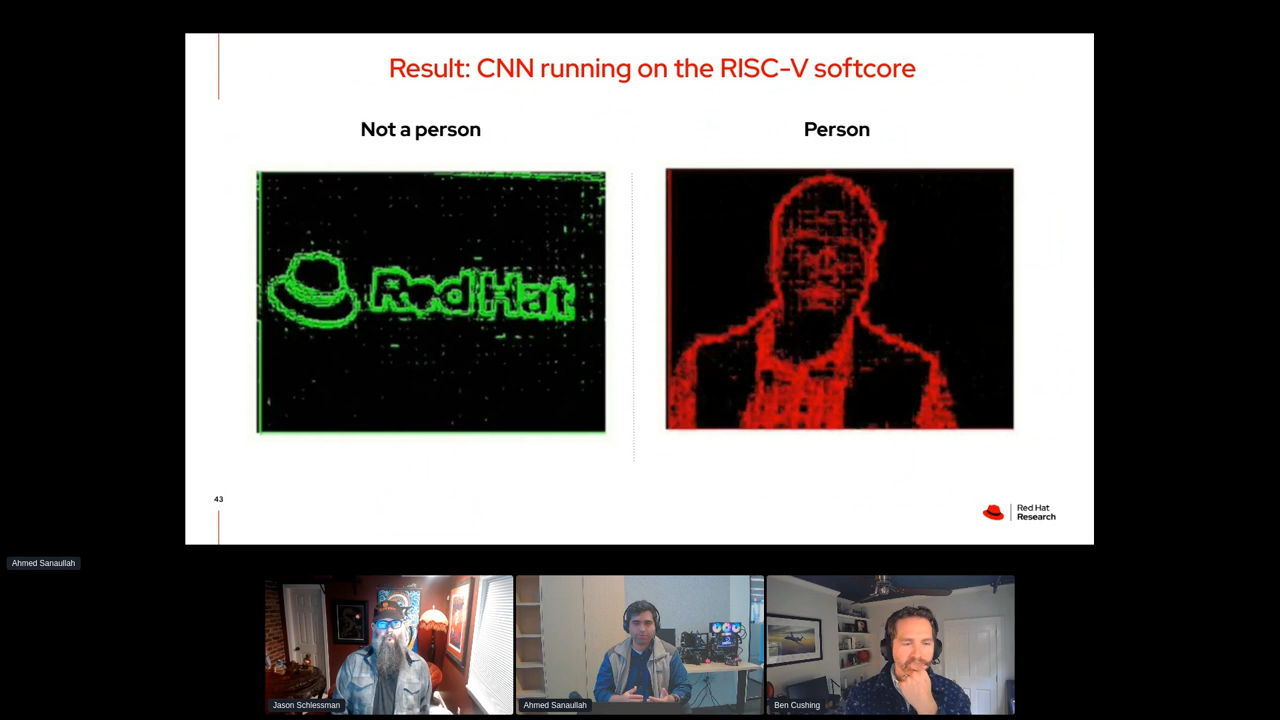 Result: CNN running on the RISC-V softcore
Not a person
Person
Red Hat
43
Red Hat
Research
Ahmed Sanaullah
Jason Schlessman
Ahmed Sanaullah
Ben Cushing